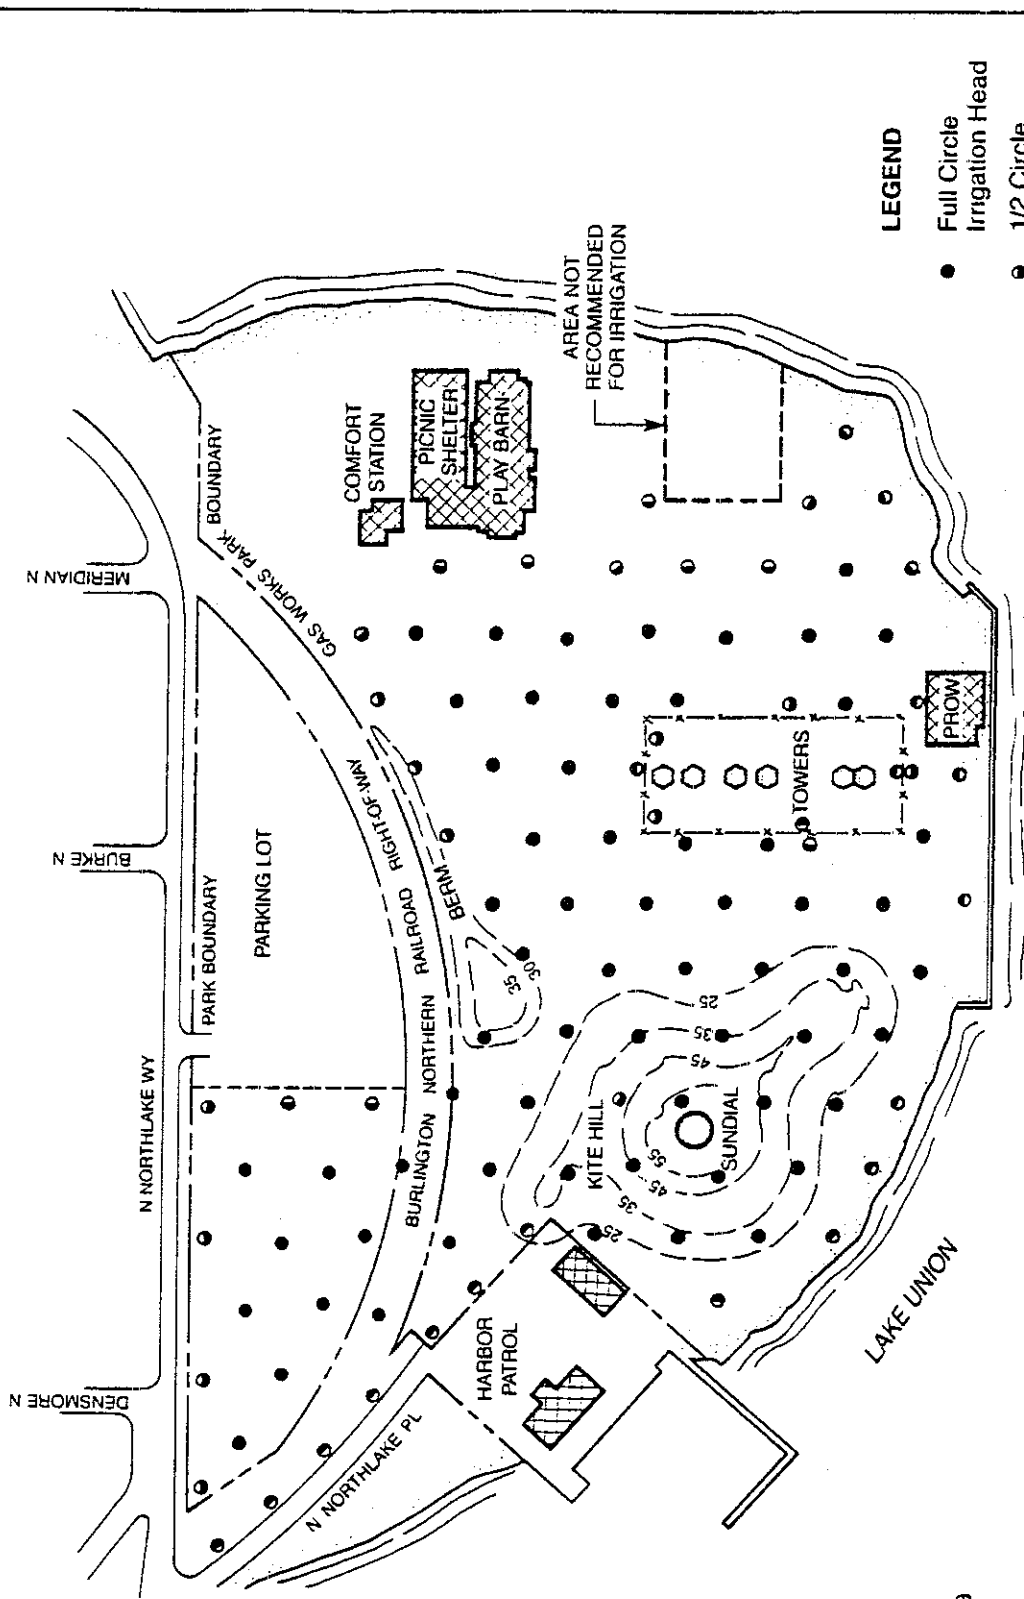 DENSMORE N
BURKE N
MERIDIAN N
N NORTHLAKE WY
PARK BOUNDARY
PARKING LOT
GAS WORKS PARK BOUNDARY
BURLINGTON NORTHERN RAILROAD RIGHT-OF-WAY
N NORTHLAKE PL
HARBOR
PATROL
BERM
35
30
COMFORT
STATION
PICNIC
SHELTER
PLAY BARN
AREA NOT
RECOMMENDED
FOR IRRIGATION
KITE HILL
SUNDIAL
25
35
45
55
45
35
25
TOWERS
PROW
LAKE UNION
LEGEND
Full Circle
Irrigation Head
1/2 Circle